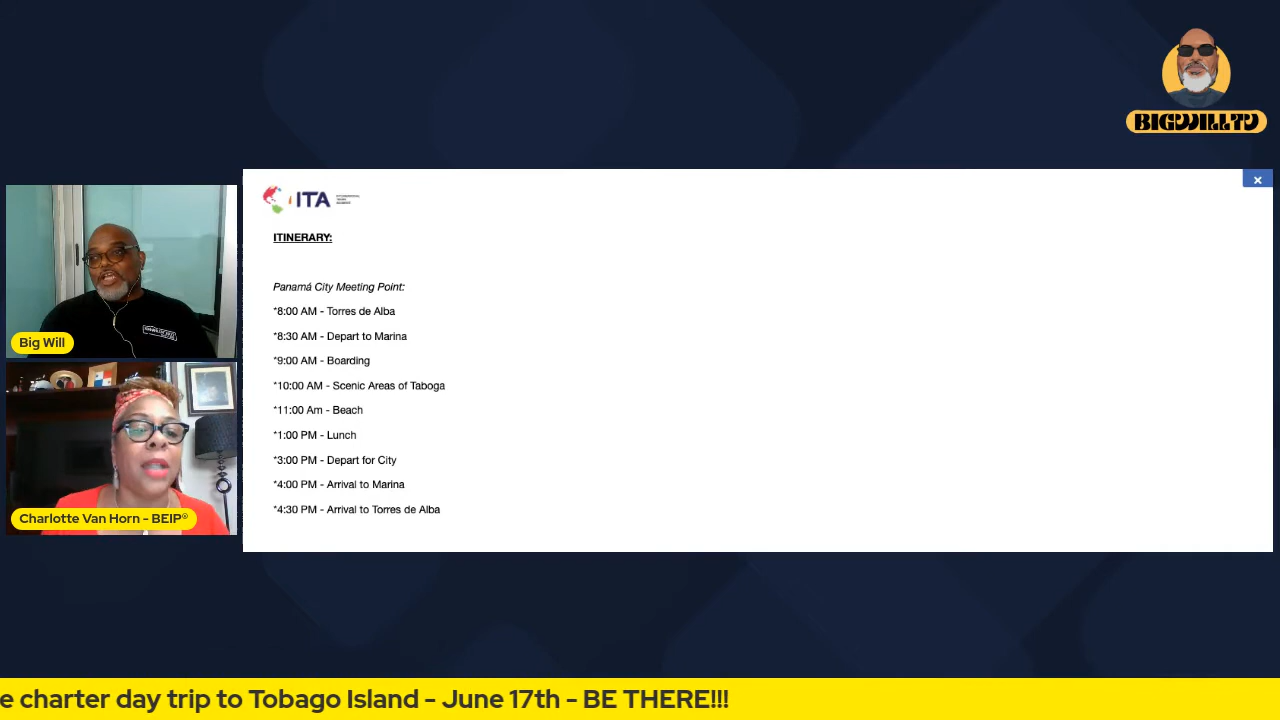 BIGWILLTV
ITA
ITINERARY:
Panamá City Meeting Point:
*8:00 AM - Torres de Alba
*8:30 AM - Depart to Marina
*9:00 AM - Boarding
*10:00 AM - Scenic Areas of Taboga
*11:00 Am - Beach
*1:00 PM - Lunch
*3:00 PM - Depart for City
*4:00 PM - Arrival to Marina
*4:30 PM - Arrival to Torres de Alba
Big Will
Charlotte Van Horn - BEIP®
e charter day trip to Tobago Island - June 17th - BE THERE!!!